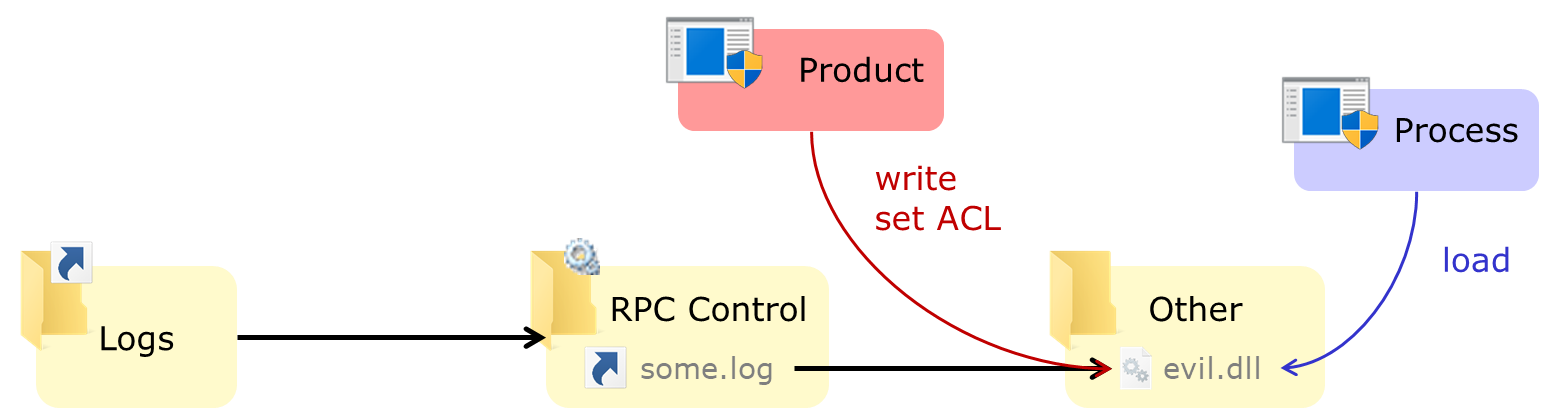 Product
Process
write
set ACL
load
Logs
RPC Control
some.log
Other
evil.dll